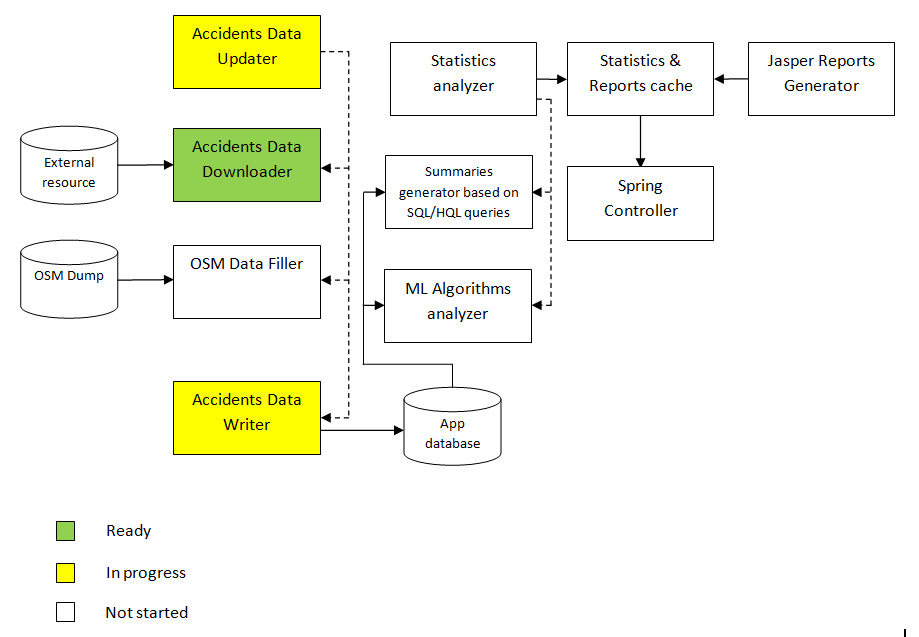 Accidents Data
Updater
Statistics
analyzer
Statistics &
Reports cache
Jasper Reports
Generator
External
resource
Accidents Data
Downloader
Summaries
generator based on
SQL/HQL queries
Spring
Controller
OSM Dump
OSM Data Filler
ML Algorithms
analyzer
Accidents Data
Writer
App
database
Ready
In progress
Not started